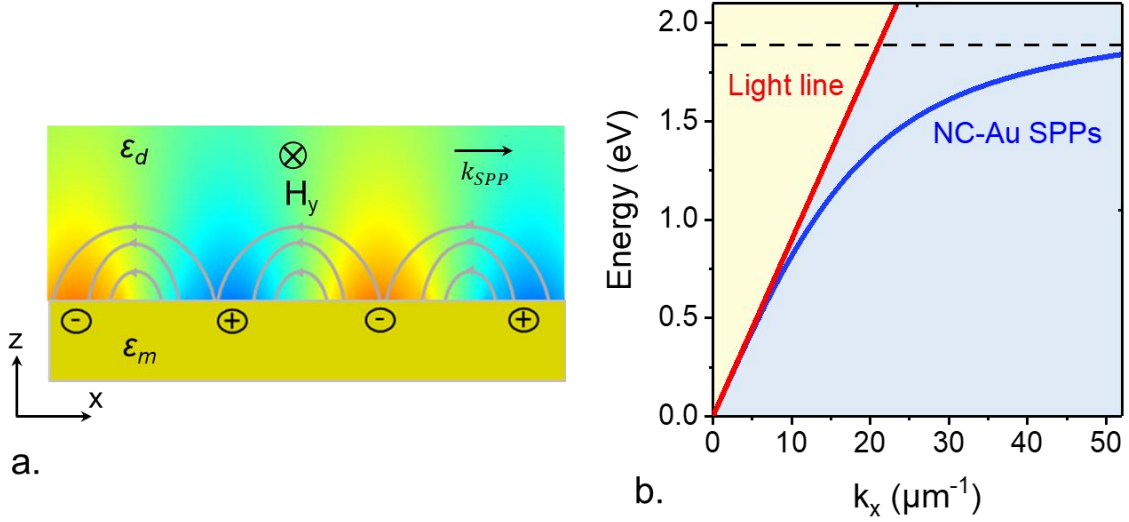 ε_d
H_y
k_SPP
- + - +
ε_m
z
x
a.
2.0
1.5
1.0
0.5
0.0
Energy (eV)
Light line
NC-Au SPPs
0 10 20 30 40 50
k_x (µm⁻¹)
b.